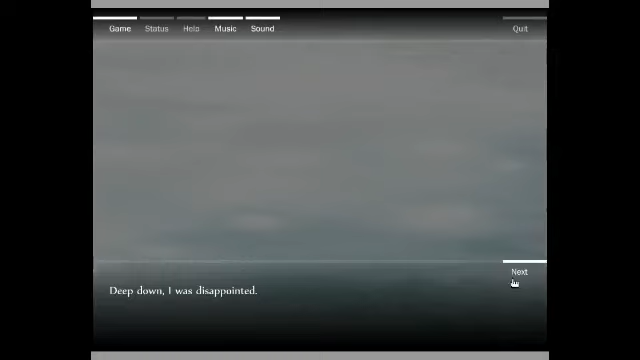 Game Status Help Music Sound Quit
Next
Deep down, I was disappointed.